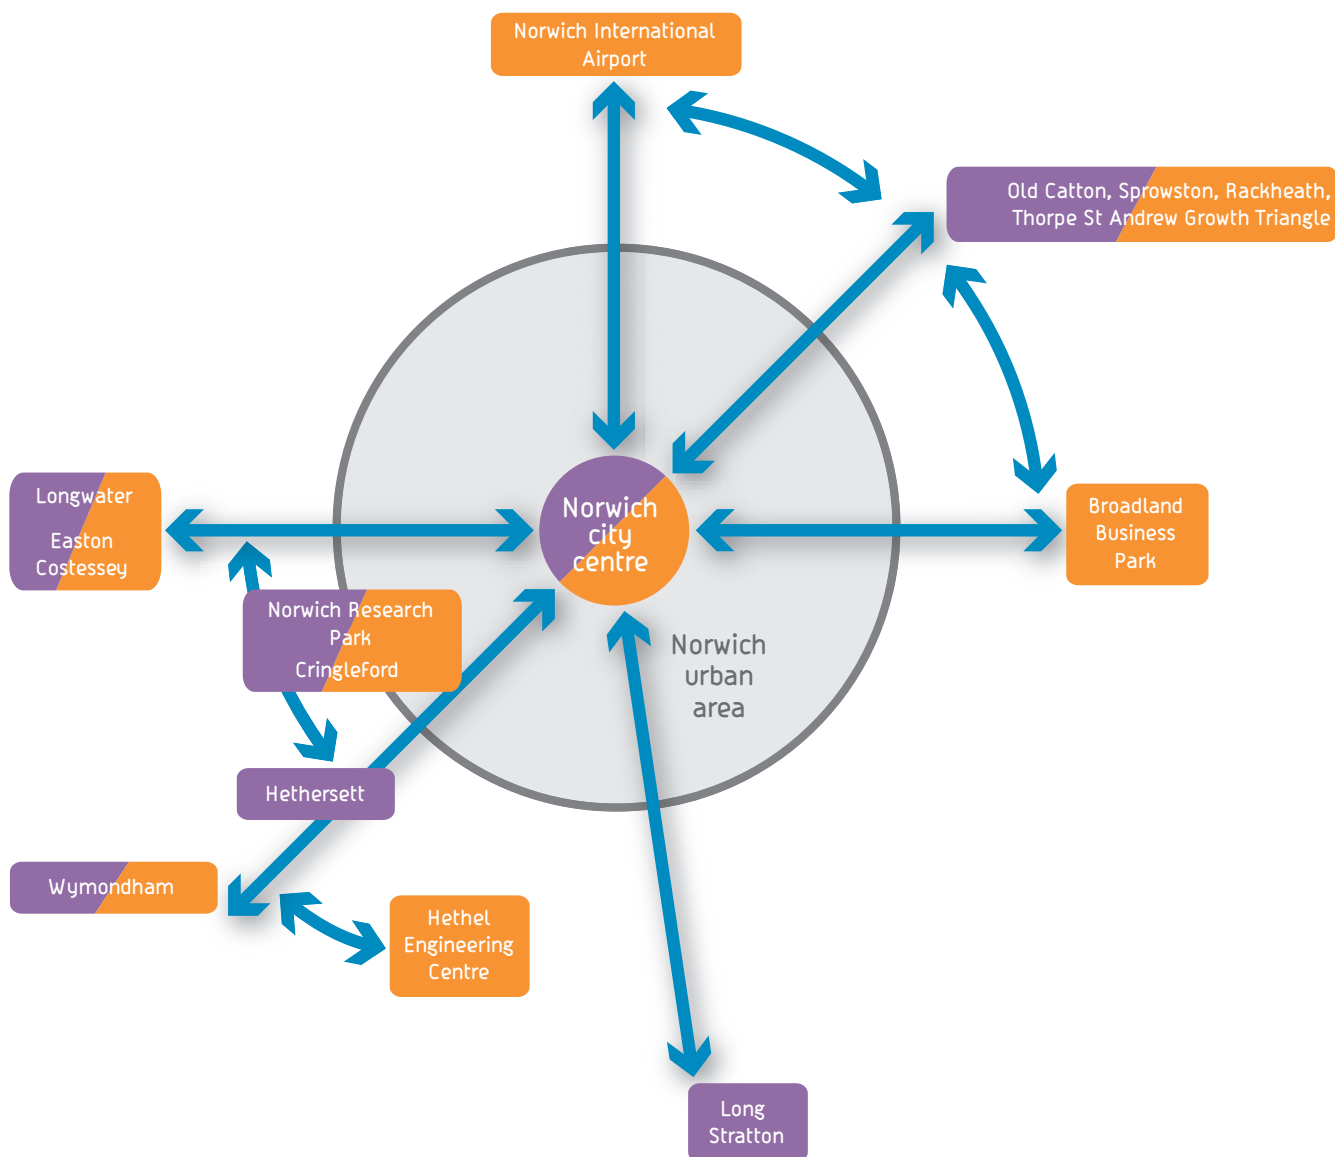 Norwich International
Airport
Old Catton, Sprowston, Rackheath,
Thorpe St Andrew Growth Triangle
Longwater
Easton
Costessey
Norwich
city
centre
Broadland
Business
Park
Norwich Research
Park
Cringleford
Norwich
urban
area
Hethersett
Wymondham
Hethel
Engineering
Centre
Long
Stratton